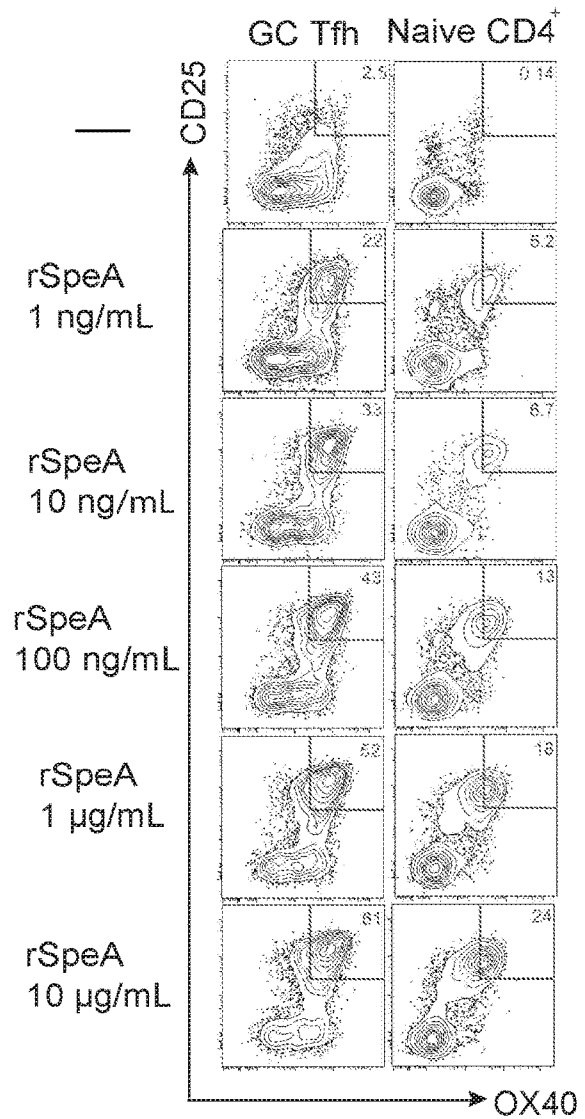 GC Tfh Naive CD4+
CD25
—
2.5 0.14
rSpeA
1 ng/mL
22 5.2
rSpeA
10 ng/mL
33 6.7
rSpeA
100 ng/mL
43 13
rSpeA
1 µg/mL
18
rSpeA
10 µg/mL
61 24
OX40